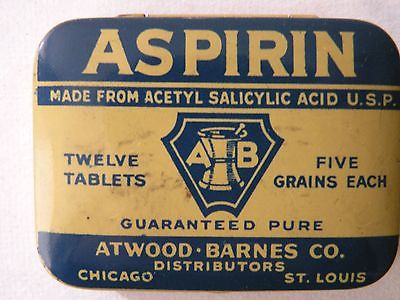 ASPIRIN
MADE FROM ACETYL SALICYLIC ACID U.S.P.
TWELVE TABLETS
A B
FIVE GRAINS EACH
GUARANTEED PURE
ATWOOD·BARNES CO.
DISTRIBUTORS
CHICAGO ST. LOUIS